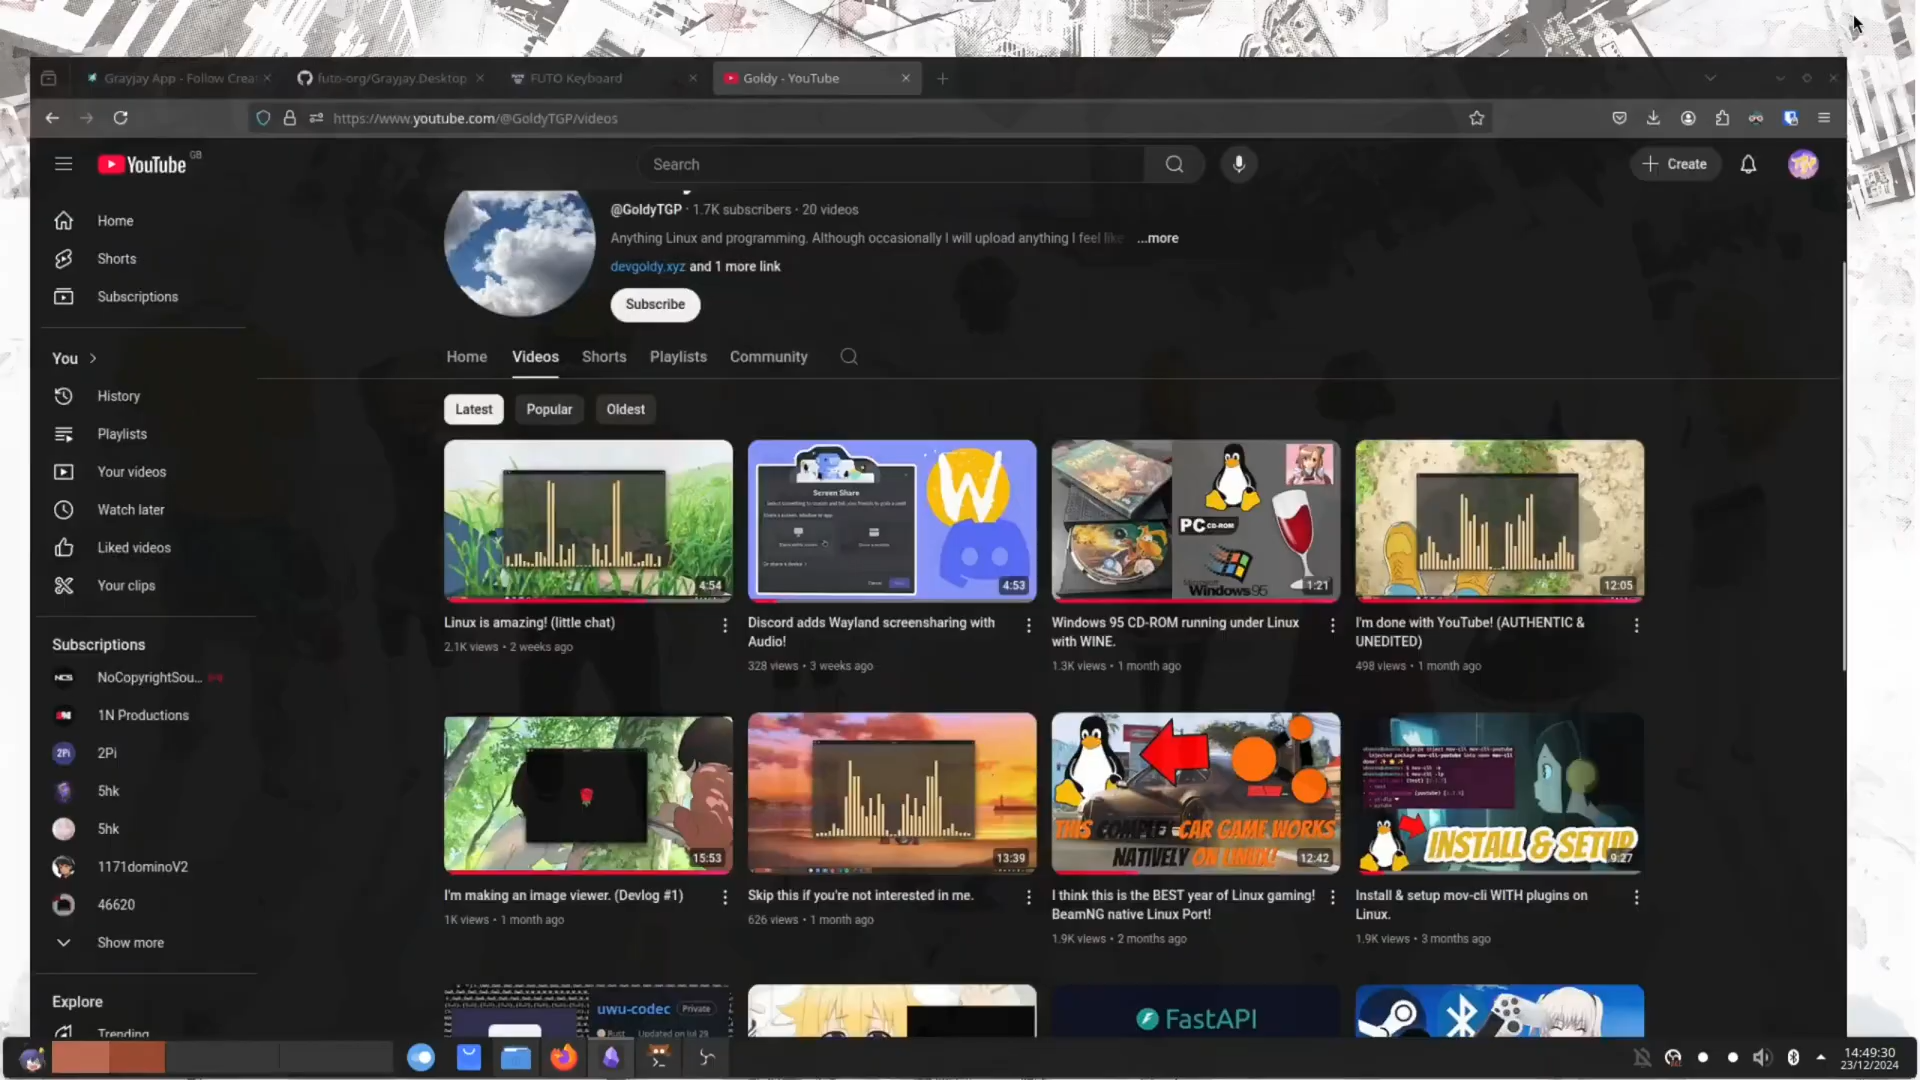 Grayjay App - Follow Creat
futo-org/Grayjay.Desktop
FUTO Keyboard
Goldy - YouTube
https://www.youtube.com/@GoldyTGP/videos
YouTube
GB
Search
Create
@GoldyTGP · 1.7K subscribers · 20 videos
Anything Linux and programming. Although occasionally I will upload anything I feel like
...more
devgoldy.xyz and 1 more link
Subscribe
Home
Shorts
Subscriptions
You
History
Playlists
Your videos
Watch later
Liked videos
Your clips
Subscriptions
NoCopyrightSou...
1N Productions
2Pi
5hk
5hk
1171dominoV2
46620
Show more
Explore
Trending
Home
Videos
Shorts
Playlists
Community
Latest
Popular
Oldest
4:54
Linux is amazing! (little chat)
2.1K views • 2 weeks ago
Screen Share
4:53
Discord adds Wayland screensharing with
Audio!
328 views • 3 weeks ago
PC CD-ROM
Windows 95
1:21
Windows 95 CD-ROM running under Linux
with WINE.
1.3K views • 1 month ago
12:05
I'm done with YouTube! (AUTHENTIC &
UNEDITED)
498 views • 1 month ago
15:53
I'm making an image viewer. (Devlog #1)
1K views • 1 month ago
13:39
Skip this if you're not interested in me.
626 views • 1 month ago
THIS COMPLEX CAR GAME WORKS
NATIVELY ON LINUX!
12:42
I think this is the BEST year of Linux gaming!
BeamNG native Linux Port!
1.9K views • 2 months ago
INSTALL & SETUP
9:27
Install & setup mov-cli WITH plugins on
Linux.
1.9K views • 3 months ago
uwu-codec
Private
Rust
Updated on Jul 29
FastAPI
14:49:30
23/12/2024